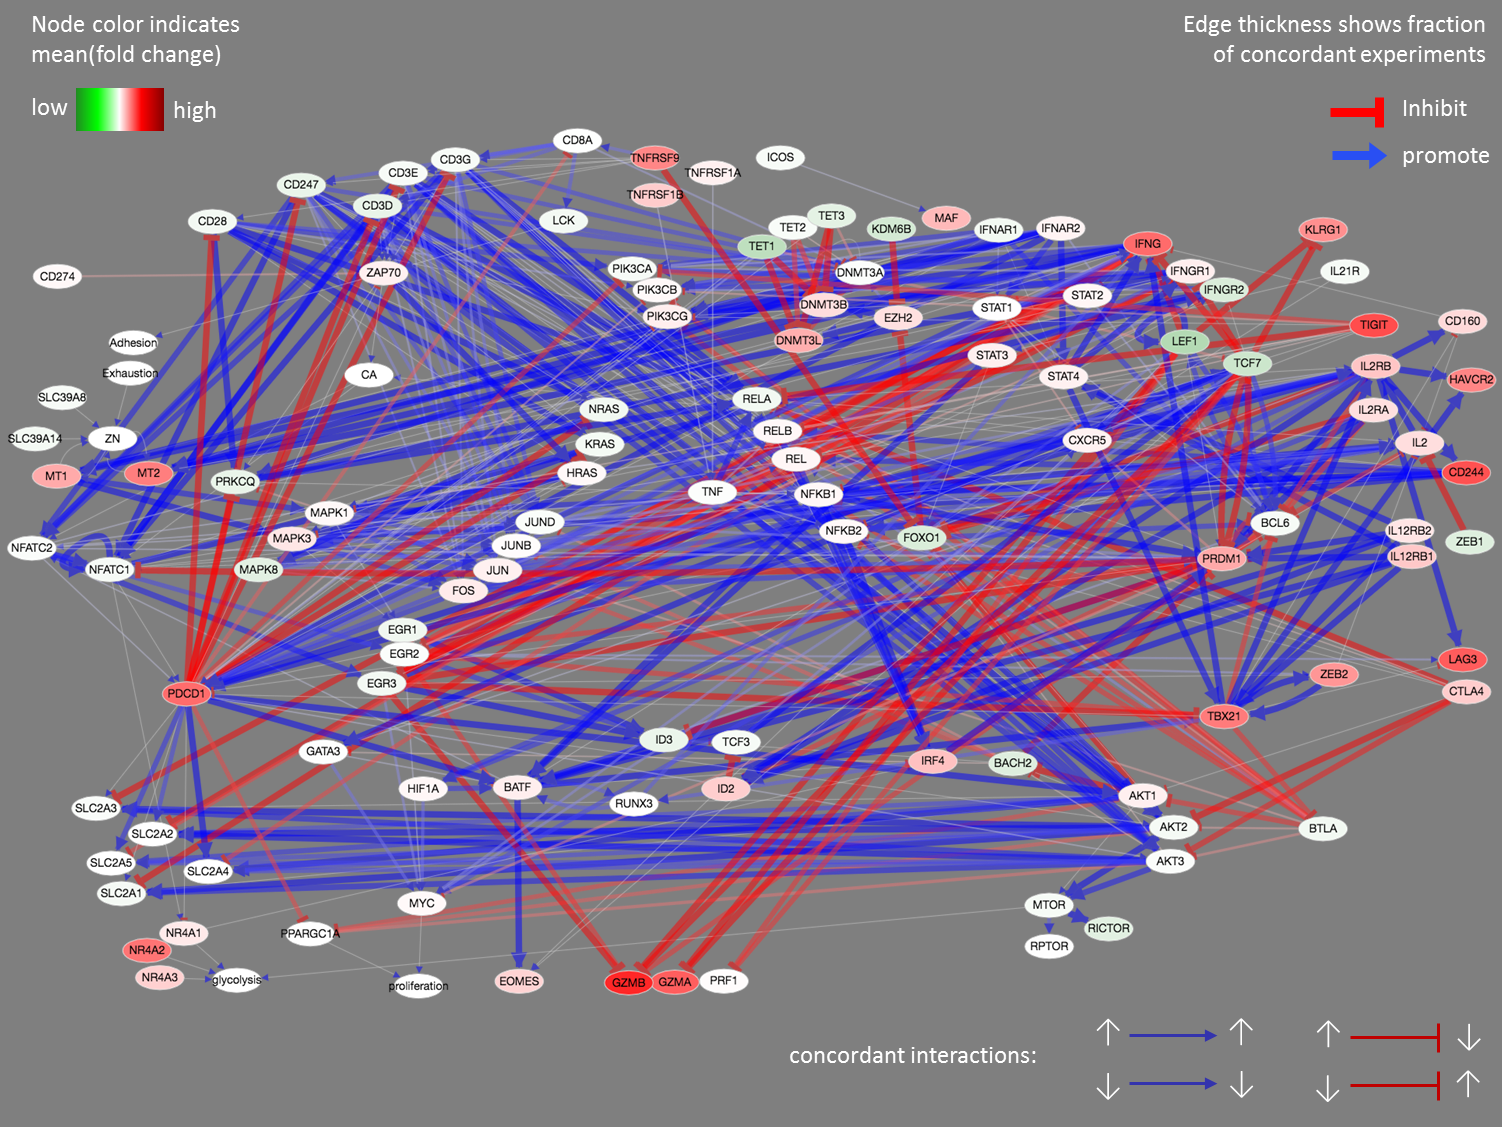 Node color indicates
mean(fold change)
low
high
Edge thickness shows fraction
of concordant experiments
Inhibit
promote
CD8A
CD3G
CD3E
CD247
CD3D
CD28
LCK
ZAP70
CD274
TNFRSF9
TNFRSF1A
TNFRSF1B
ICOS
MAF
TET3
TET2
TET1
KDM6B
IFNAR1
IFNAR2
IFNG
KLRG1
PIK3CA
PIK3CB
PIK3CG
DNMT3A
DNMT3B
DNMT3L
EZH2
IFNGR1
IFNGR2
IL21R
STAT2
STAT1
STAT3
STAT4
LEF1
TCF7
TIGIT
CD160
IL2RB
HAVCR2
IL2RA
IL2
CD244
CXCR5
Adhesion
Exhaustion
CA
SLC39A8
SLC39A14
ZN
MT1
MT2
PRKCQ
NRAS
KRAS
HRAS
RELA
RELB
REL
TNF
NFKB1
NFKB2
FOXO1
MAPK1
MAPK3
MAPK8
JUND
JUNB
JUN
FOS
NFATC2
NFATC1
BCL6
PRDM1
IL12RB2
IL12RB1
ZEB1
EGR1
EGR2
EGR3
PDCD1
LAG3
ZEB2
CTLA4
TBX21
GATA3
ID3
TCF3
IRF4
BACH2
HIF1A
BATF
RUNX3
ID2
AKT1
AKT2
AKT3
BTLA
SLC2A3
SLC2A2
SLC2A5
SLC2A4
SLC2A1
MYC
MTOR
RICTOR
RPTOR
NR4A1
NR4A2
NR4A3
glycolysis
PPARGC1A
proliferation
EOMES
GZMB
GZMA
PRF1
concordant interactions: